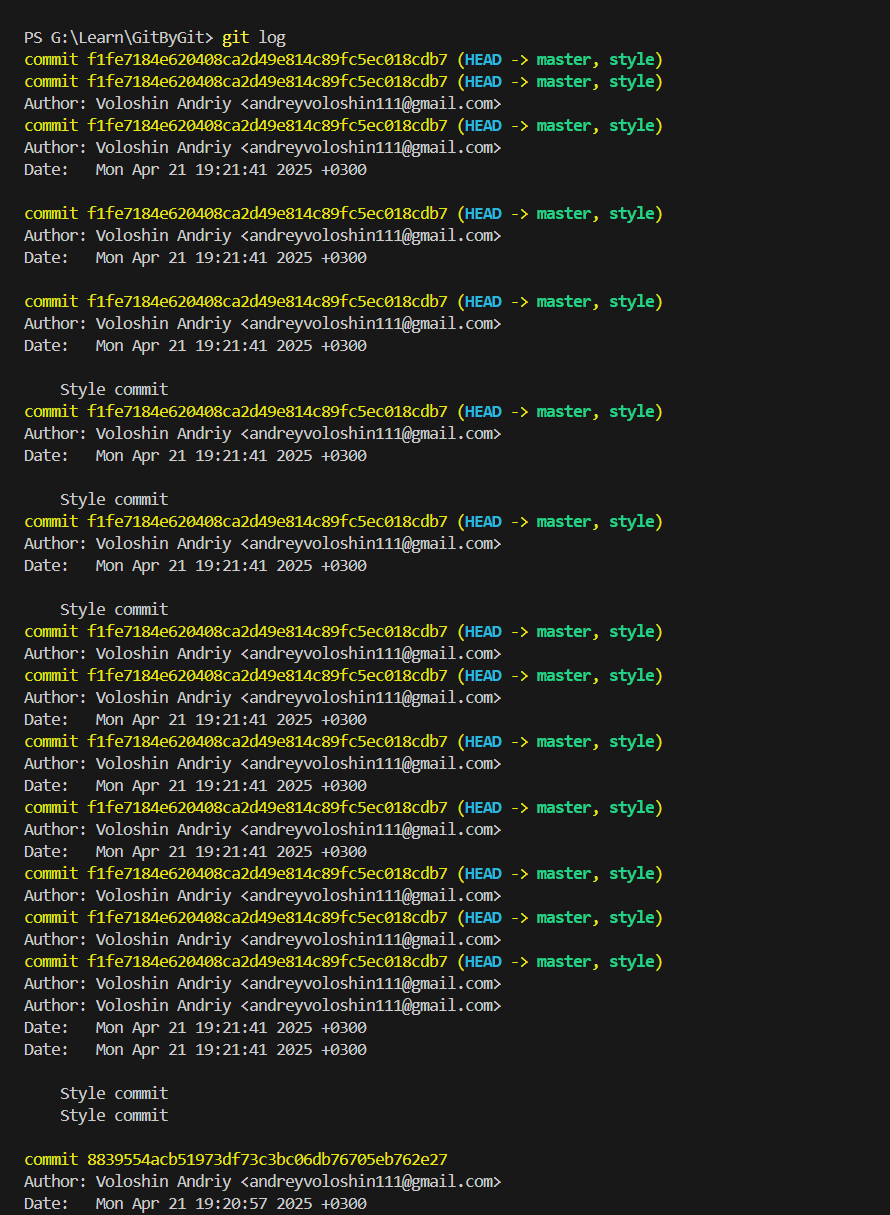 PS G:\Learn\GitByGit> git log
commit f1fe7184e620408ca2d49e814c89fc5ec018cdb7 (HEAD -> master, style)
commit f1fe7184e620408ca2d49e814c89fc5ec018cdb7 (HEAD -> master, style)
Author: Voloshin Andriy <andreyvoloshin111@gmail.com>
commit f1fe7184e620408ca2d49e814c89fc5ec018cdb7 (HEAD -> master, style)
Author: Voloshin Andriy <andreyvoloshin111@gmail.com>
Date:   Mon Apr 21 19:21:41 2025 +0300

commit f1fe7184e620408ca2d49e814c89fc5ec018cdb7 (HEAD -> master, style)
Author: Voloshin Andriy <andreyvoloshin111@gmail.com>
Date:   Mon Apr 21 19:21:41 2025 +0300

commit f1fe7184e620408ca2d49e814c89fc5ec018cdb7 (HEAD -> master, style)
Author: Voloshin Andriy <andreyvoloshin111@gmail.com>
Date:   Mon Apr 21 19:21:41 2025 +0300

    Style commit
commit f1fe7184e620408ca2d49e814c89fc5ec018cdb7 (HEAD -> master, style)
Author: Voloshin Andriy <andreyvoloshin111@gmail.com>
Date:   Mon Apr 21 19:21:41 2025 +0300

    Style commit
commit f1fe7184e620408ca2d49e814c89fc5ec018cdb7 (HEAD -> master, style)
Author: Voloshin Andriy <andreyvoloshin111@gmail.com>
Date:   Mon Apr 21 19:21:41 2025 +0300

    Style commit
commit f1fe7184e620408ca2d49e814c89fc5ec018cdb7 (HEAD -> master, style)
Author: Voloshin Andriy <andreyvoloshin111@gmail.com>
commit f1fe7184e620408ca2d49e814c89fc5ec018cdb7 (HEAD -> master, style)
Author: Voloshin Andriy <andreyvoloshin111@gmail.com>
Date:   Mon Apr 21 19:21:41 2025 +0300
commit f1fe7184e620408ca2d49e814c89fc5ec018cdb7 (HEAD -> master, style)
Author: Voloshin Andriy <andreyvoloshin111@gmail.com>
Date:   Mon Apr 21 19:21:41 2025 +0300
commit f1fe7184e620408ca2d49e814c89fc5ec018cdb7 (HEAD -> master, style)
Author: Voloshin Andriy <andreyvoloshin111@gmail.com>
Date:   Mon Apr 21 19:21:41 2025 +0300
commit f1fe7184e620408ca2d49e814c89fc5ec018cdb7 (HEAD -> master, style)
Author: Voloshin Andriy <andreyvoloshin111@gmail.com>
commit f1fe7184e620408ca2d49e814c89fc5ec018cdb7 (HEAD -> master, style)
Author: Voloshin Andriy <andreyvoloshin111@gmail.com>
commit f1fe7184e620408ca2d49e814c89fc5ec018cdb7 (HEAD -> master, style)
Author: Voloshin Andriy <andreyvoloshin111@gmail.com>
Author: Voloshin Andriy <andreyvoloshin111@gmail.com>
Date:   Mon Apr 21 19:21:41 2025 +0300
Date:   Mon Apr 21 19:21:41 2025 +0300

    Style commit
    Style commit

commit 8839554acb51973df73c3bc06db76705eb762e27
Author: Voloshin Andriy <andreyvoloshin111@gmail.com>
Date:   Mon Apr 21 19:20:57 2025 +0300